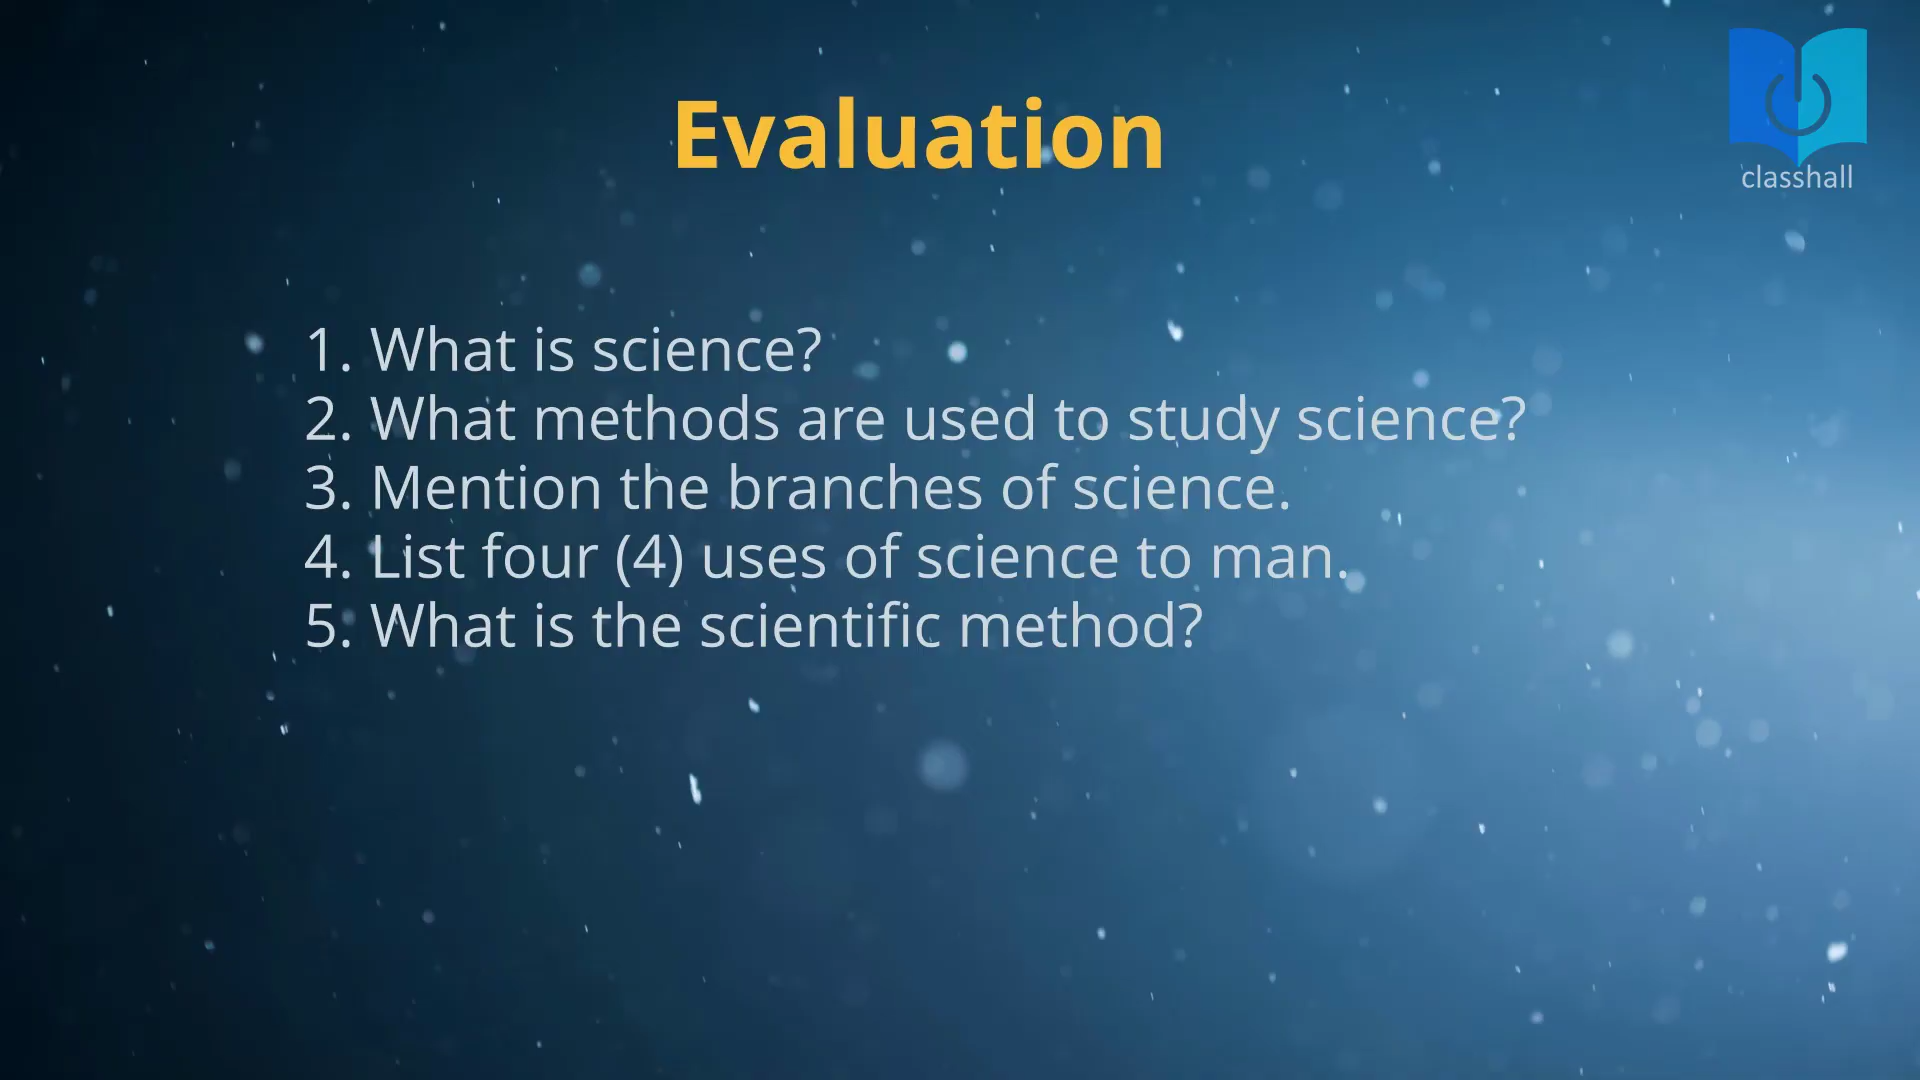 Evaluation
classhall
1. What is science?
2. What methods are used to study science?
3. Mention the branches of science.
4. List four (4) uses of science to man.
5. What is the scientific method?